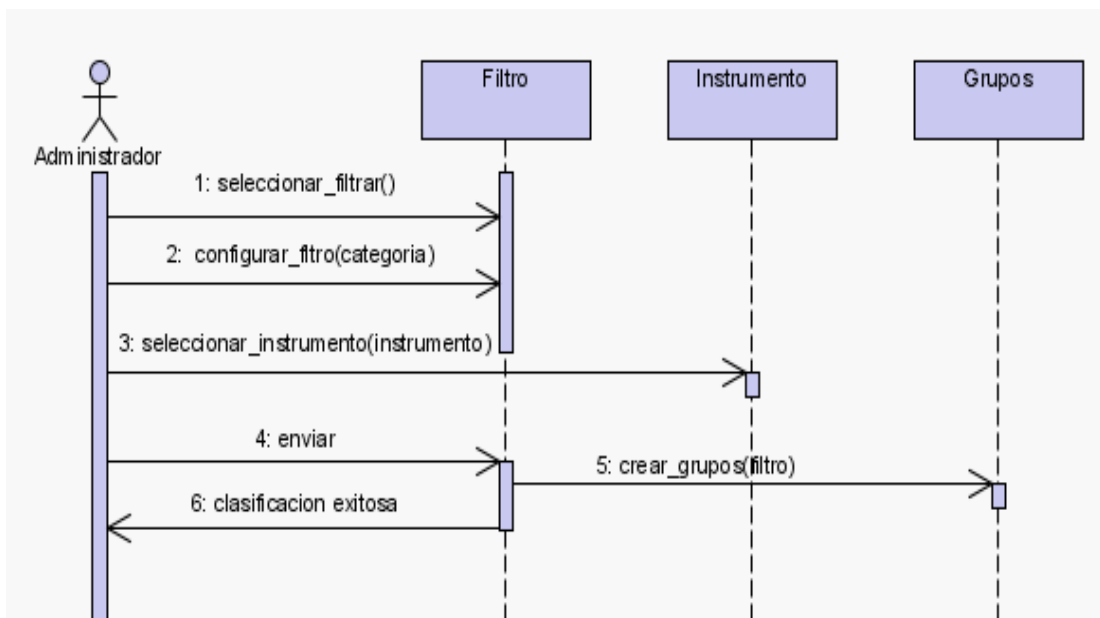 Filtro
Instrumento
Grupos
Administrador
1: seleccionar_filtrar()
2: configurar_fltro(categoria)
3: seleccionar_instrumento(instrumento)
4: enviar
5: crear_grupos(filtro)
6: clasificacion exitosa